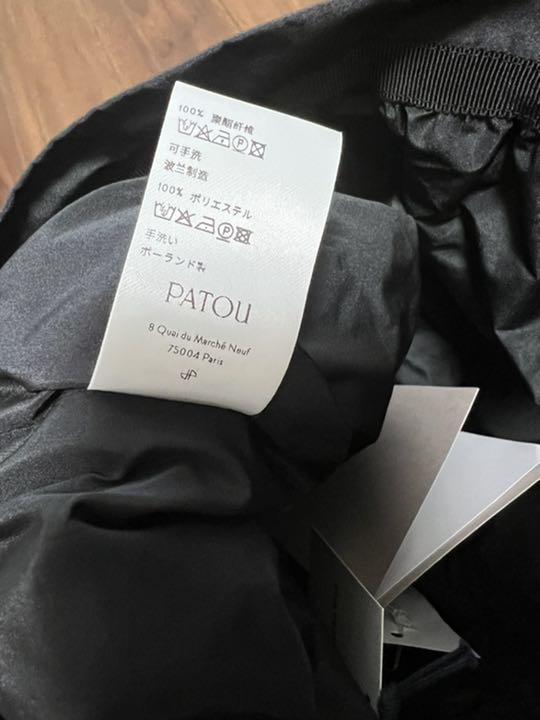 100% 聚酯纤维
可手洗
波兰制造
100% ポリエステル
手洗い
ポーランド製
PATOU
8 Quai du Marché Neuf
75004 Paris
JP